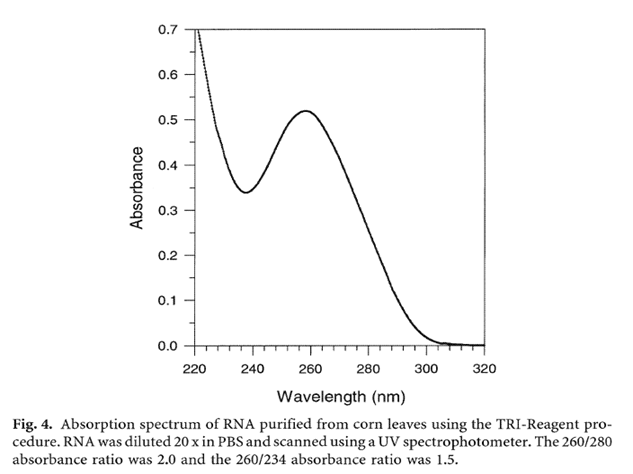 0.7
0.6
0.5
0.4
0.3
0.2
0.1
0.0
Absorbance
220 240 260 280 300 320
Wavelength (nm)
Fig. 4. Absorption spectrum of RNA purified from corn leaves using the TRI-Reagent pro-
cedure. RNA was diluted 20 x in PBS and scanned using a UV spectrophotometer. The 260/280
absorbance ratio was 2.0 and the 260/234 absorbance ratio was 1.5.